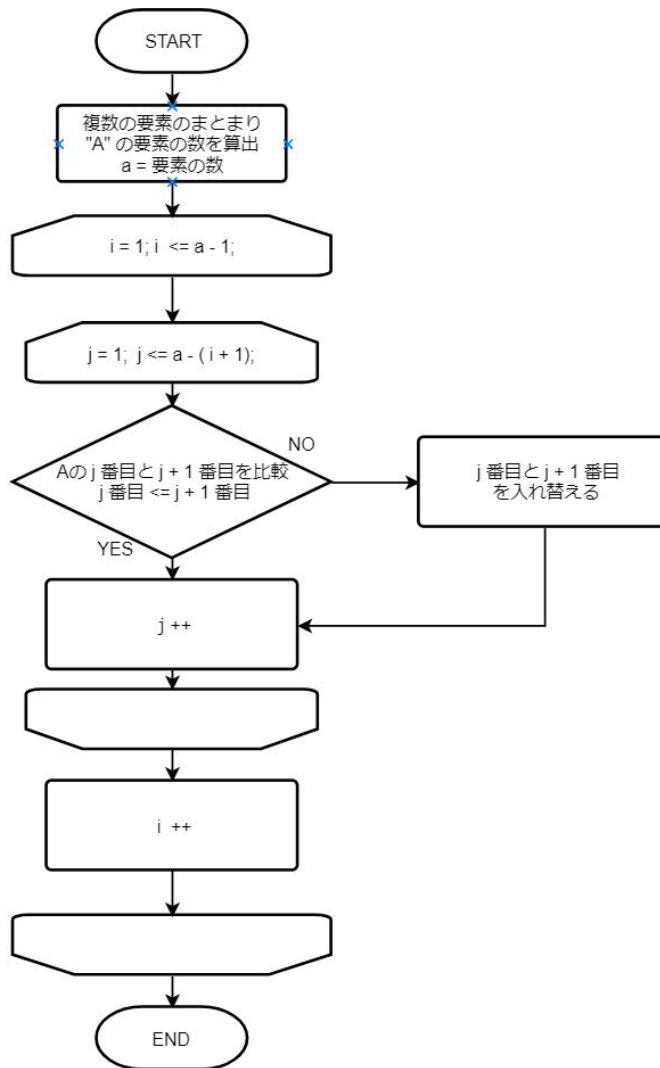 START
複数の要素のまとまり
"A" の要素の数を算出
a = 要素の数
i = 1; i <= a - 1;
j = 1; j <= a - ( i + 1);
Aの j 番目と j + 1 番目を比較
j 番目 <= j + 1 番目
NO
j 番目と j + 1 番目
を入れ替える
YES
j ++
i ++
END